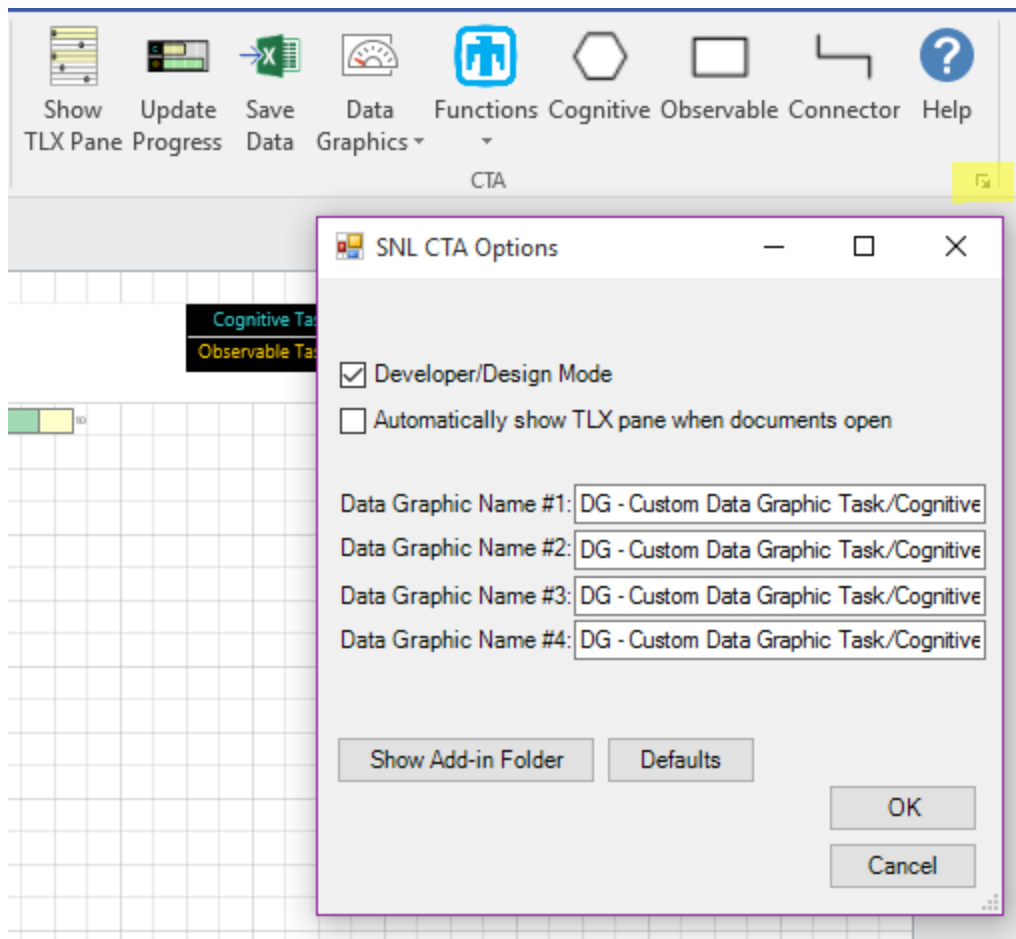 Show Update Save Data Functions Cognitive Observable Connector Help
TLX Pane Progress Data Graphics
CTA
SNL CTA Options
Cognitive Ta
Observable Ta
Developer/Design Mode
Automatically show TLX pane when documents open
Data Graphic Name #1: DG - Custom Data Graphic Task/Cognitive
Data Graphic Name #2: DG - Custom Data Graphic Task/Cognitive
Data Graphic Name #3: DG - Custom Data Graphic Task/Cognitive
Data Graphic Name #4: DG - Custom Data Graphic Task/Cognitive
Show Add-in Folder Defaults
OK
Cancel